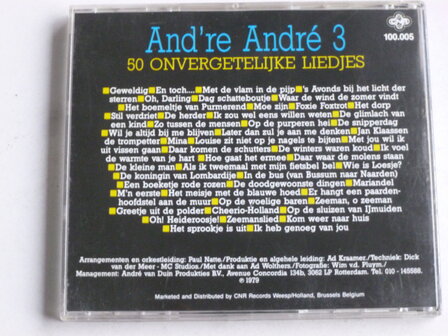 And're André 3
100.005
50 ONVERGETELIJKE LIEDJES
■Geweldig ■En toch.... ■Met de vlam in de pijp ■'s Avonds bij het licht der
sterren ■Oh, Darling ■Dag schatteboutje ■Waar de wind de zomer vindt
■Het boemeltje van Purmerend ■Moe zijn ■Foxie Foxtrot ■Het dorp
■Stil verdriet ■De herder ■Ik zou wel eens willen weten ■De glimlach van
een kind ■Zo tussen de mensen ■Op de purperen hei ■De snipperdag
■Wil je altijd bij me blijven ■Later dan zul je aan me denken ■Jan Klaassen
de trompetter ■Mina ■Louise zit niet op je nagels te bijten ■Met jou wil ik
uit vissen gaan ■Daar komen de schutters ■De winters waren koud ■Ik voel
de warmte van je hart ■Hoe gaat het ermee ■Daar waar de molens staan
■De kleine man ■Als ik tweemaal met mijn fietsbel bel ■Wie is Loesje?
■De koningin van Lombardije ■In de bus (van Bussum naar Naarden)
■Een boeketje rode rozen ■De doodgewoonste dingen ■Mariandel
■M'n eerste ■Het meisje met de blauwe hoed ■Er hangt een paarden-
hoofdstel aan de muur ■Op de woelige baren ■Zeeman, o zeeman
■Greetje uit de polder ■Cheerio-Holland ■Op de sluizen van IJmuiden
■Oh! Heideroosje! ■Zeemanslied ■Kom weer naar huis
■Het sprookje is uit ■Ik heb genoeg van jou
Arrangementen en orkestleiding: Paul Natte./Produktie en algehele leiding: Ad Kraamer./Techniek: Dick
van der Meer - MC Studios/Met dank aan Ad Wolthers./Fotografie: Wim v.d. Pluym./
Management: André van Duin Produkties B.V., Avenue Concordia 134b, 3062 LP Rotterdam. Tel. 010 - 145588.
℗ 1979
Marketed and Distributed by CNR Records Weesp/Holland, Brussels Belgium